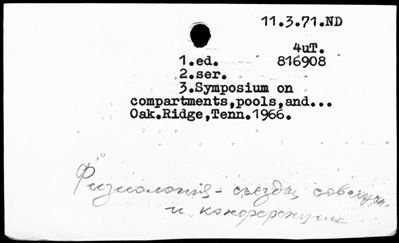 11.3.71.ND
4чт.
1.ed. 816908
2.ser.
3.Symposium on
compartments,pools,and...
Oak.Ridge,Tenn.1966.
Физиология - съезды, совещан.
и конференции